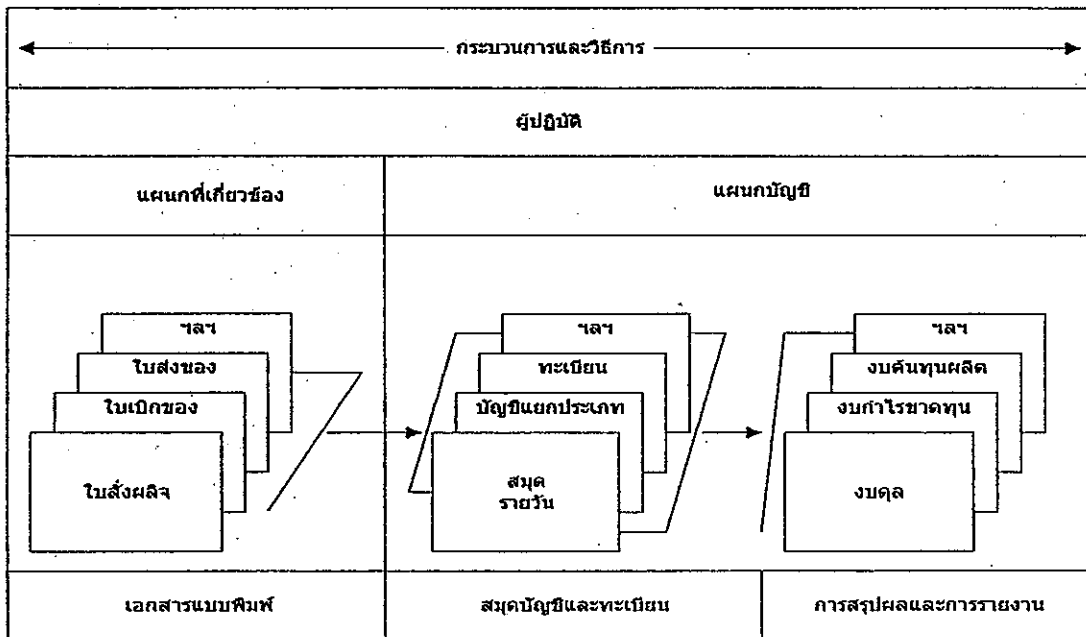 กระบวนการและวิธีการ
ผู้ปฏิบัติ
แผนกที่เกี่ยวข้อง
แผนกบัญชี
ฯลฯ
ใบส่งของ
ใบเบิกของ
ใบสั่งผลิจ
ฯลฯ
ทะเบียน
บัญชีแยกประเภท
สมุด
รายวัน
ฯลฯ
งบต้นทุนผลิต
งบกำไรขาดทุน
งบดุล
เอกสารแบบพิมพ์
สมุดบัญชีและทะเบียน
การสรุปผลและการรายงาน